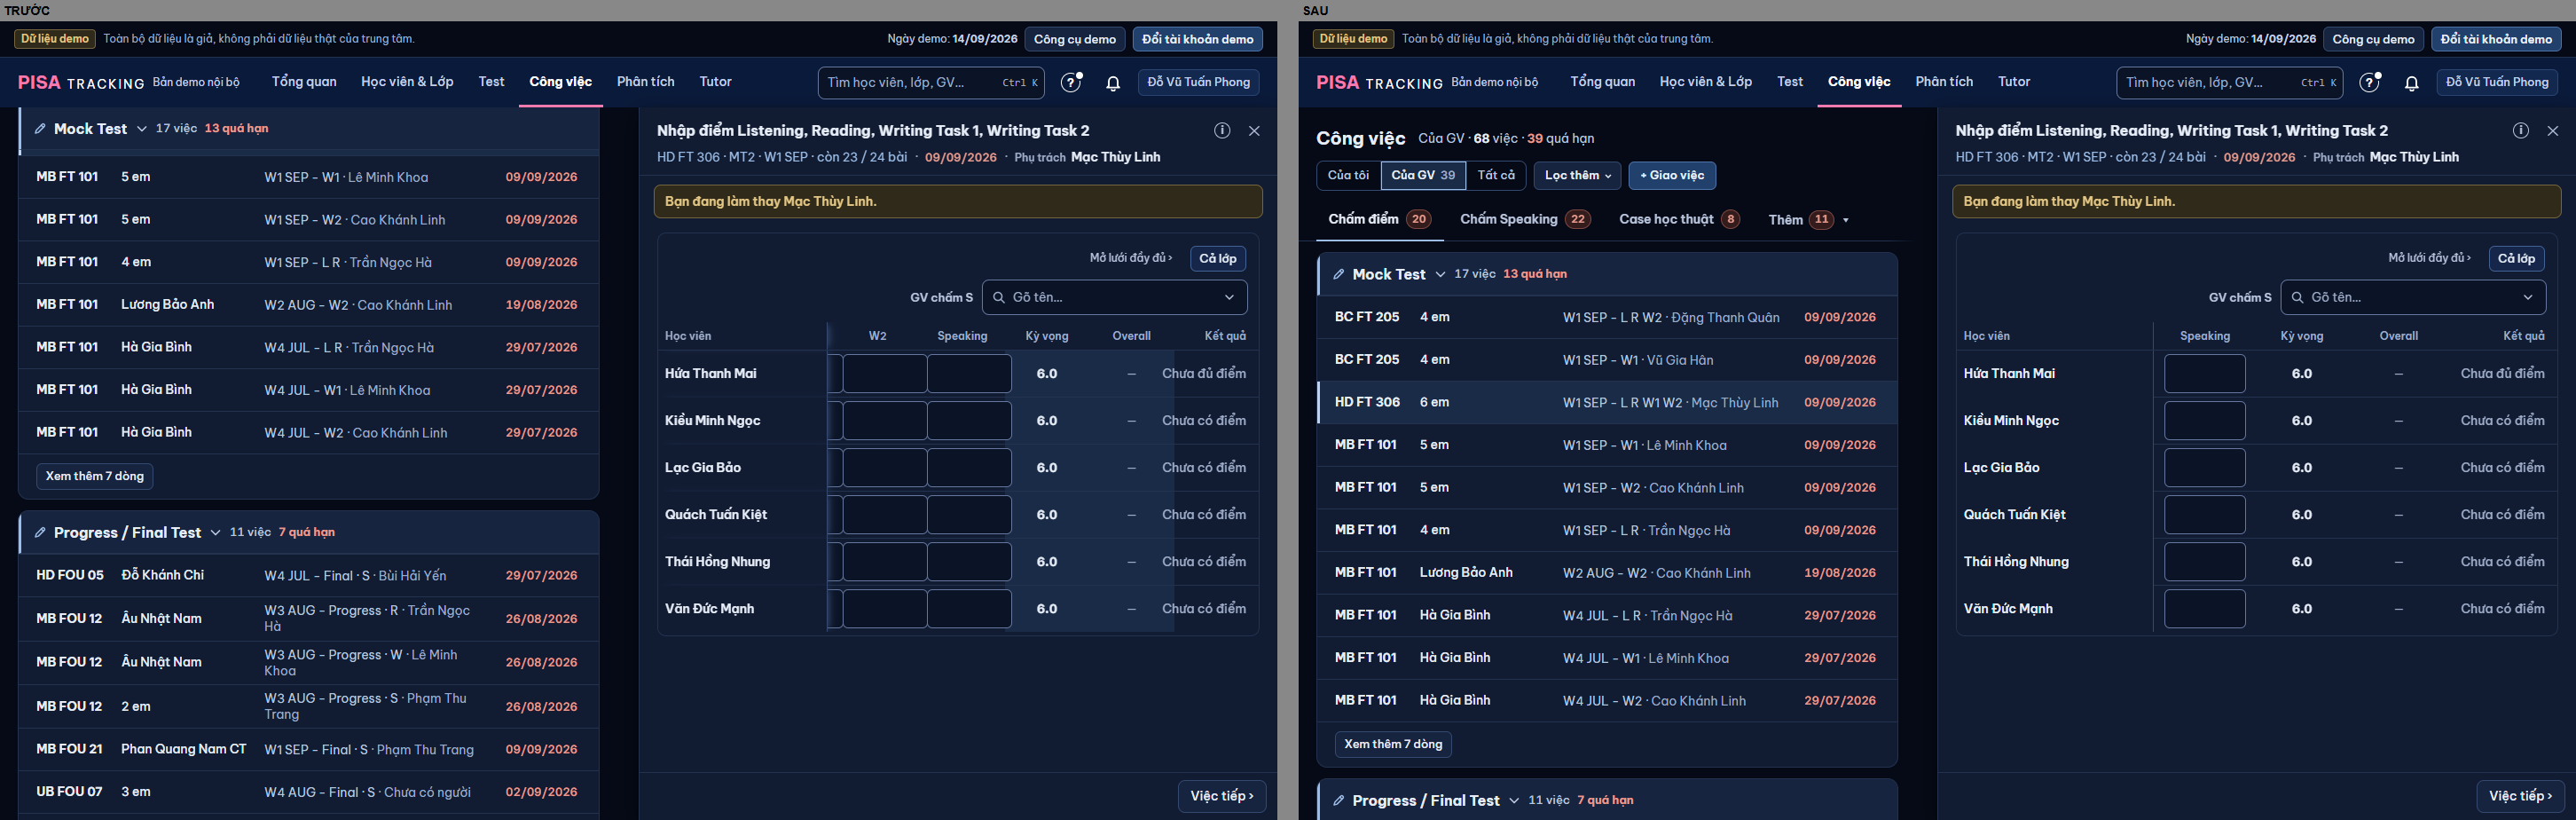 TRƯỚC
Dữ liệu demo Toàn bộ dữ liệu là giả, không phải dữ liệu thật của trung tâm. Ngày demo: 14/09/2026 Công cụ demo Đổi tài khoản demo
PISA TRACKING Bản demo nội bộ Tổng quan Học viên & Lớp Test Công việc Phân tích Tutor Tìm học viên, lớp, GV... Ctrl K ? Đỗ Vũ Tuấn Phong
Mock Test 17 việc 13 quá hạn
MB FT 101 5 em W1 SEP - W1 · Lê Minh Khoa 09/09/2026
MB FT 101 5 em W1 SEP - W2 · Cao Khánh Linh 09/09/2026
MB FT 101 4 em W1 SEP - L R · Trần Ngọc Hà 09/09/2026
MB FT 101 Lương Bảo Anh W2 AUG - W2 · Cao Khánh Linh 19/08/2026
MB FT 101 Hà Gia Bình W4 JUL - L R · Trần Ngọc Hà 29/07/2026
MB FT 101 Hà Gia Bình W4 JUL - W1 · Lê Minh Khoa 29/07/2026
MB FT 101 Hà Gia Bình W4 JUL - W2 · Cao Khánh Linh 29/07/2026
Xem thêm 7 dòng
Progress / Final Test 11 việc 7 quá hạn
HD FOU 05 Đỗ Khánh Chi W4 JUL - Final · S · Bùi Hải Yến 29/07/2026
MB FOU 12 Âu Nhật Nam W3 AUG - Progress · R · Trần Ngọc Hà 26/08/2026
MB FOU 12 Âu Nhật Nam W3 AUG - Progress · W · Lê Minh Khoa 26/08/2026
MB FOU 12 2 em W3 AUG - Progress · S · Phạm Thu Trang 26/08/2026
MB FOU 21 Phan Quang Nam CT W1 SEP - Final · S · Phạm Thu Trang 09/09/2026
UB FOU 07 3 em W4 AUG - Final · S · Chưa có người 02/09/2026
Nhập điểm Listening, Reading, Writing Task 1, Writing Task 2
HD FT 306 · MT2 · W1 SEP · còn 23 / 24 bài · 09/09/2026 · Phụ trách Mạc Thùy Linh
Bạn đang làm thay Mạc Thùy Linh.
Mở lưới đầy đủ › Cả lớp
GV chấm S Gõ tên...
Học viên W2 Speaking Kỳ vọng Overall Kết quả
Hứa Thanh Mai 6.0 – Chưa đủ điểm
Kiều Minh Ngọc 6.0 – Chưa có điểm
Lạc Gia Bảo 6.0 – Chưa có điểm
Quách Tuấn Kiệt 6.0 – Chưa có điểm
Thái Hồng Nhung 6.0 – Chưa có điểm
Văn Đức Mạnh 6.0 – Chưa có điểm
Việc tiếp ›
SAU
Dữ liệu demo Toàn bộ dữ liệu là giả, không phải dữ liệu thật của trung tâm. Ngày demo: 14/09/2026 Công cụ demo Đổi tài khoản demo
PISA TRACKING Bản demo nội bộ Tổng quan Học viên & Lớp Test Công việc Phân tích Tutor Tìm học viên, lớp, GV... Ctrl K ? Đỗ Vũ Tuấn Phong
Công việc Của GV · 68 việc · 39 quá hạn
Của tôi Của GV 39 Tất cả Lọc thêm + Giao việc
Chấm điểm 20 Chấm Speaking 22 Case học thuật 8 Thêm 11
Mock Test 17 việc 13 quá hạn
BC FT 205 4 em W1 SEP - L R W2 · Đặng Thanh Quân 09/09/2026
BC FT 205 4 em W1 SEP - W1 · Vũ Gia Hân 09/09/2026
HD FT 306 6 em W1 SEP - L R W1 W2 · Mạc Thùy Linh 09/09/2026
MB FT 101 5 em W1 SEP - W1 · Lê Minh Khoa 09/09/2026
MB FT 101 5 em W1 SEP - W2 · Cao Khánh Linh 09/09/2026
MB FT 101 4 em W1 SEP - L R · Trần Ngọc Hà 09/09/2026
MB FT 101 Lương Bảo Anh W2 AUG - W2 · Cao Khánh Linh 19/08/2026
MB FT 101 Hà Gia Bình W4 JUL - L R · Trần Ngọc Hà 29/07/2026
MB FT 101 Hà Gia Bình W4 JUL - W1 · Lê Minh Khoa 29/07/2026
MB FT 101 Hà Gia Bình W4 JUL - W2 · Cao Khánh Linh 29/07/2026
Xem thêm 7 dòng
Progress / Final Test 11 việc 7 quá hạn
Nhập điểm Listening, Reading, Writing Task 1, Writing Task 2
HD FT 306 · MT2 · W1 SEP · còn 23 / 24 bài · 09/09/2026 · Phụ trách Mạc Thùy Linh
Bạn đang làm thay Mạc Thùy Linh.
Mở lưới đầy đủ › Cả lớp
GV chấm S Gõ tên...
Học viên Speaking Kỳ vọng Overall Kết quả
Hứa Thanh Mai 6.0 – Chưa đủ điểm
Kiều Minh Ngọc 6.0 – Chưa có điểm
Lạc Gia Bảo 6.0 – Chưa có điểm
Quách Tuấn Kiệt 6.0 – Chưa có điểm
Thái Hồng Nhung 6.0 – Chưa có điểm
Văn Đức Mạnh 6.0 – Chưa có điểm
Việc tiếp ›